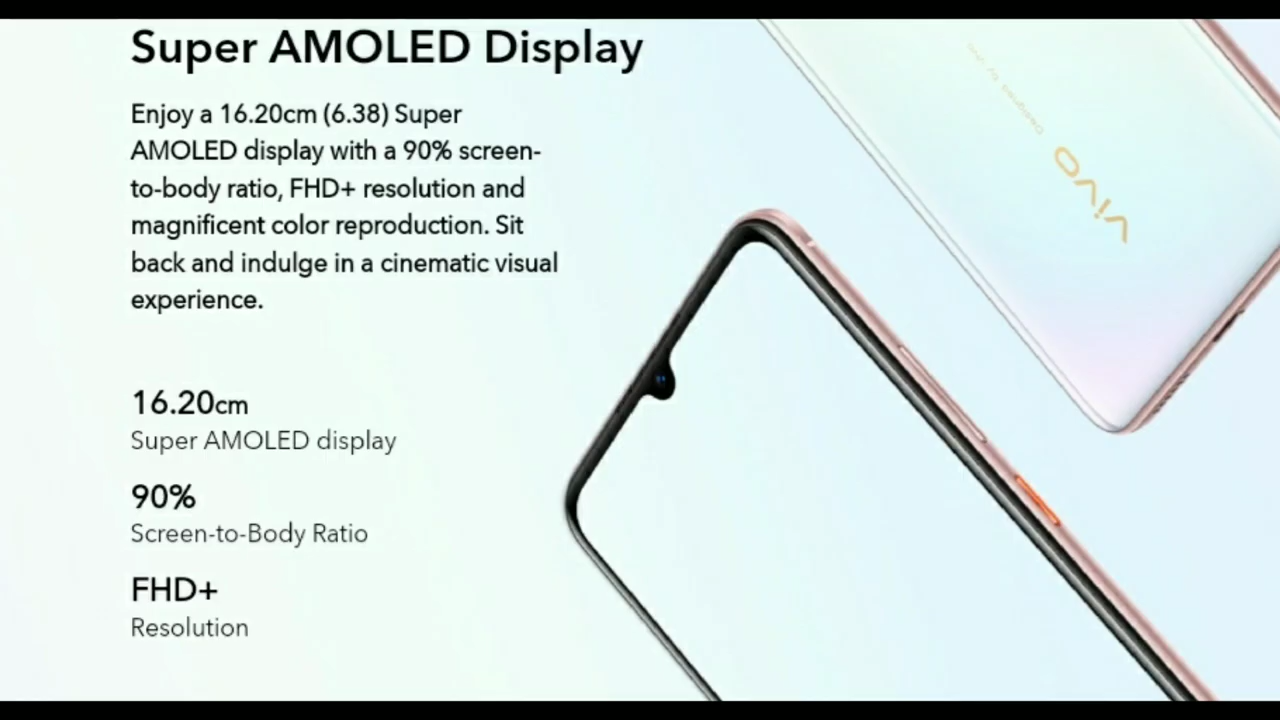 Super AMOLED Display
Enjoy a 16.20cm (6.38) Super
AMOLED display with a 90% screen-
to-body ratio, FHD+ resolution and
magnificent color reproduction. Sit
back and indulge in a cinematic visual
experience.
16.20cm
Super AMOLED display
90%
Screen-to-Body Ratio
FHD+
Resolution
vivo